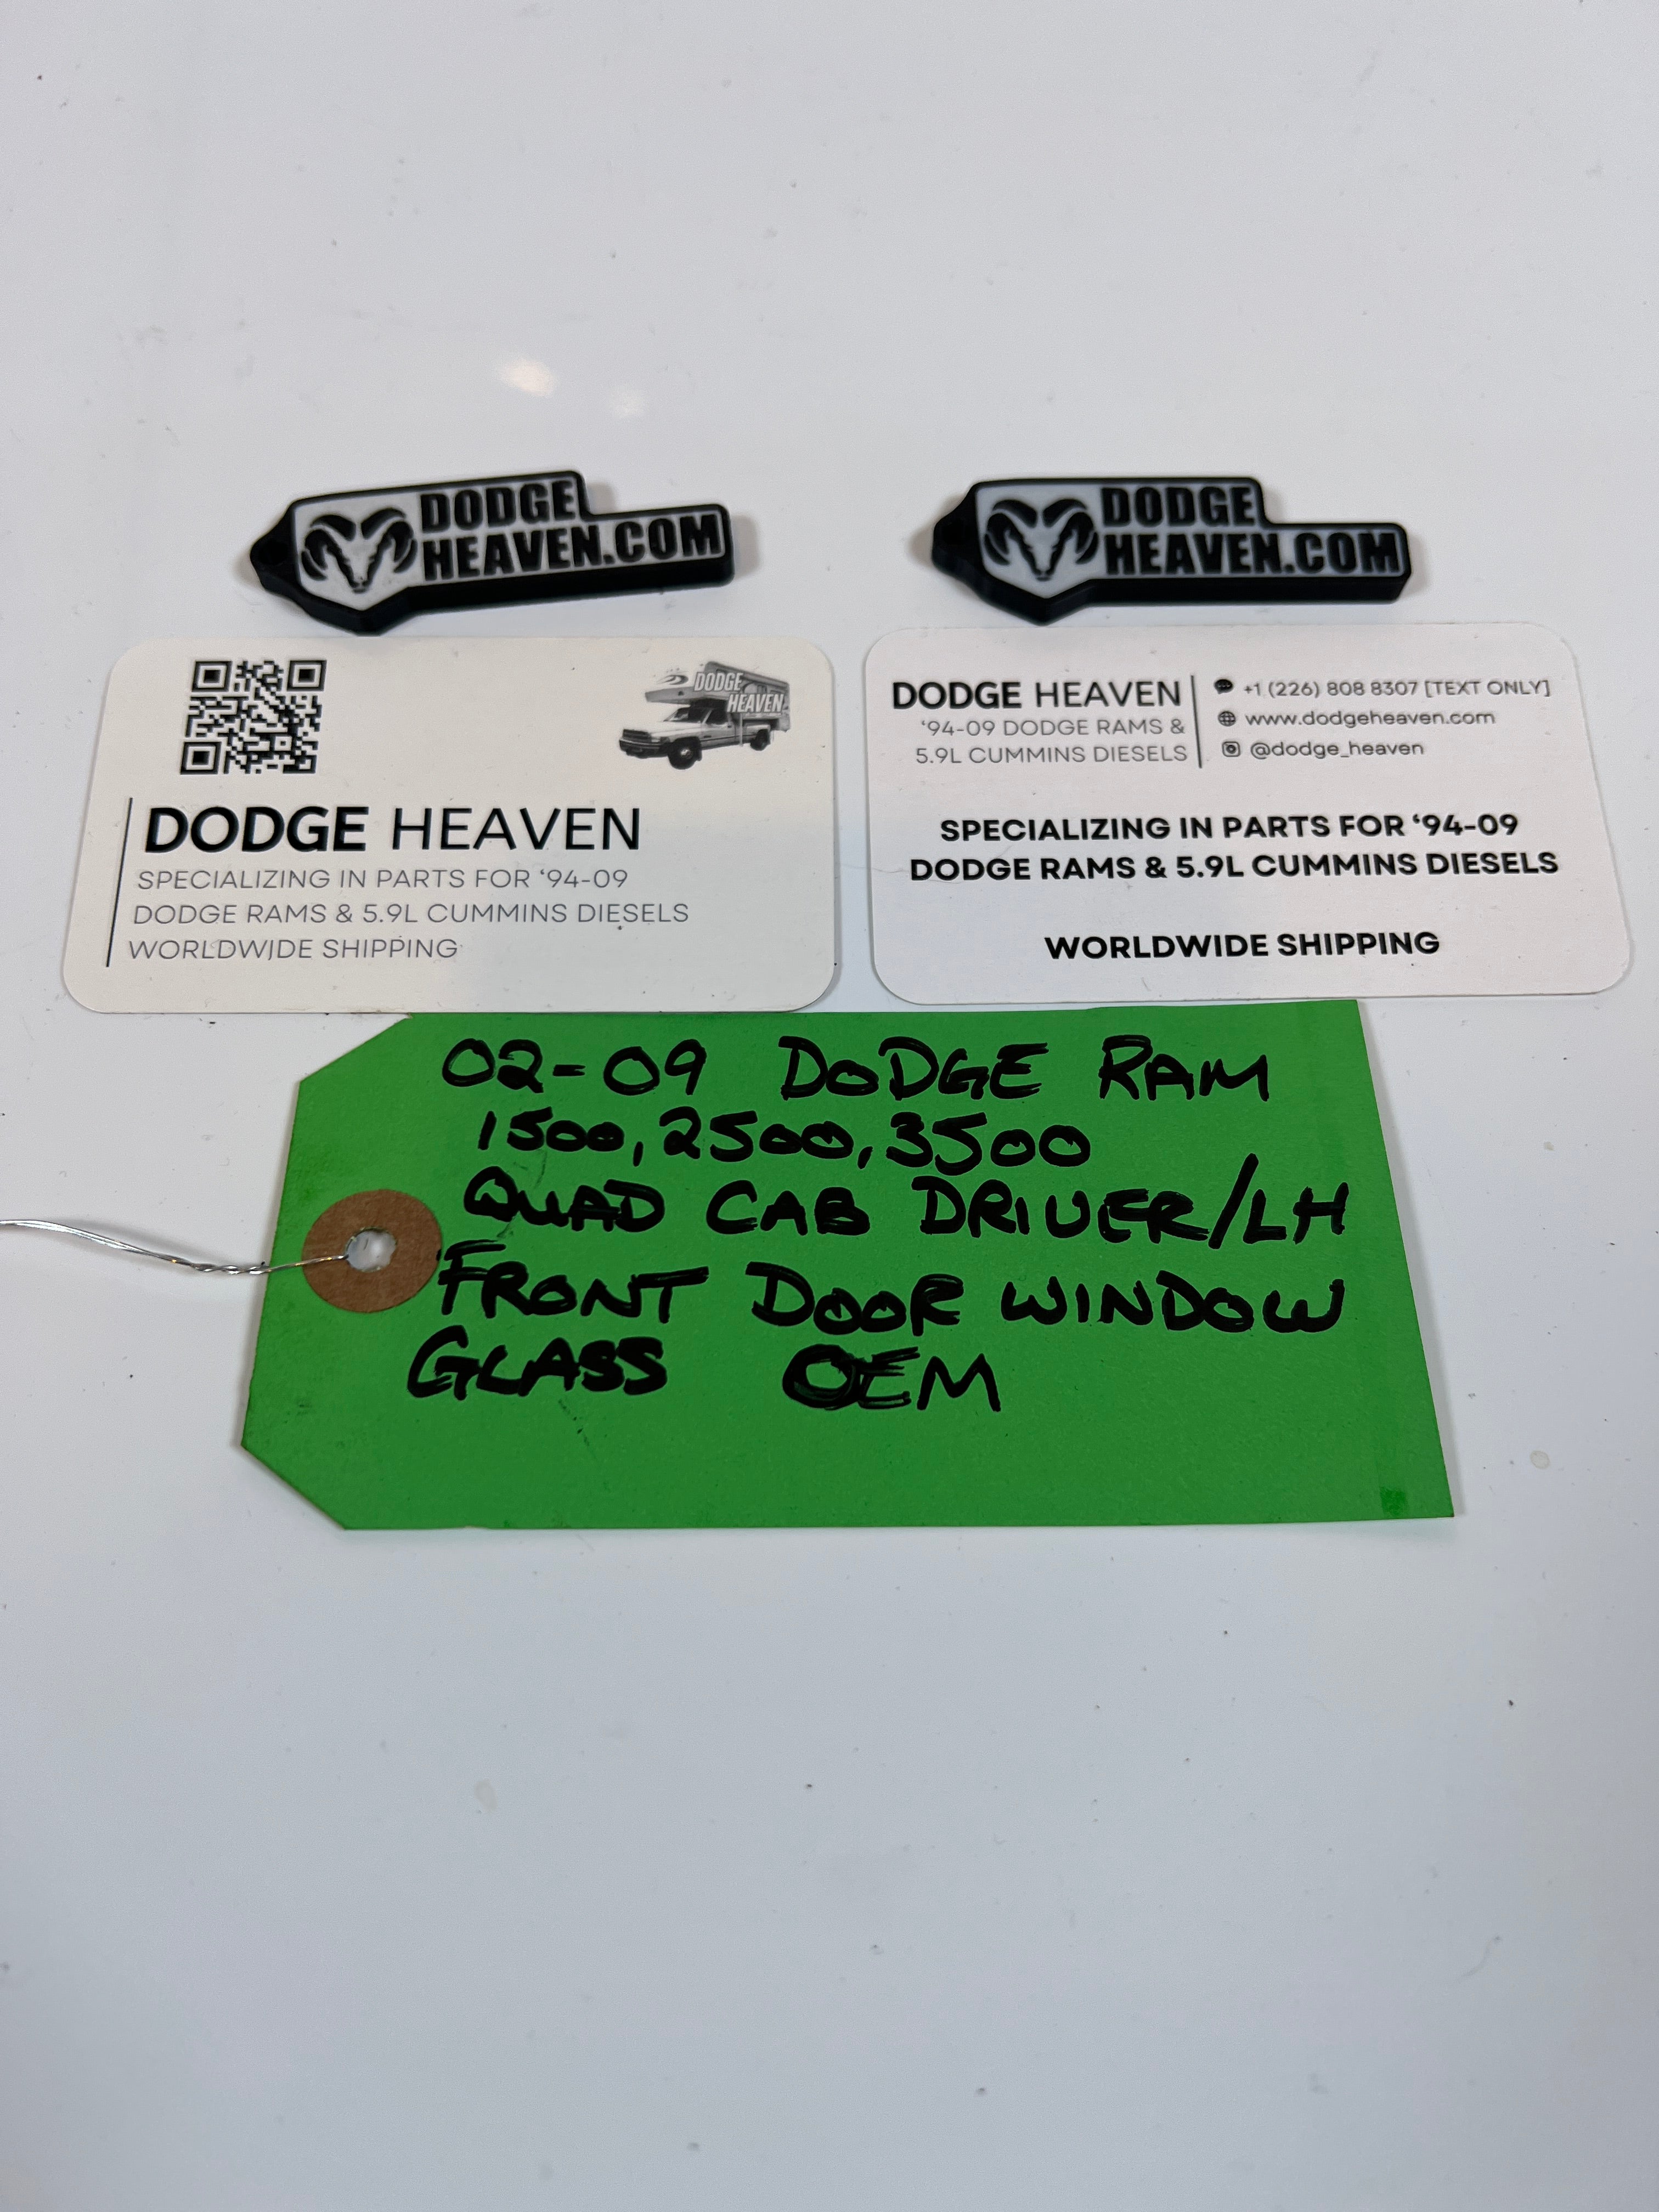 DODGE
HEAVEN.COM
DODGE
HEAVEN.COM
DODGE
HEAVEN
DODGE HEAVEN
SPECIALIZING IN PARTS FOR ‘94-09
DODGE RAMS & 5.9L CUMMINS DIESELS
WORLDWIDE SHIPPING
DODGE HEAVEN
‘94-09 DODGE RAMS &
5.9L CUMMINS DIESELS
+1 (226) 808 8307 [TEXT ONLY]
www.dodgeheaven.com
@dodge_heaven
SPECIALIZING IN PARTS FOR ‘94-09
DODGE RAMS & 5.9L CUMMINS DIESELS
WORLDWIDE SHIPPING
02-09 DODGE RAM
1500, 2500, 3500
QUAD CAB DRIVER/LH
FRONT DOOR WINDOW
GLASS OEM